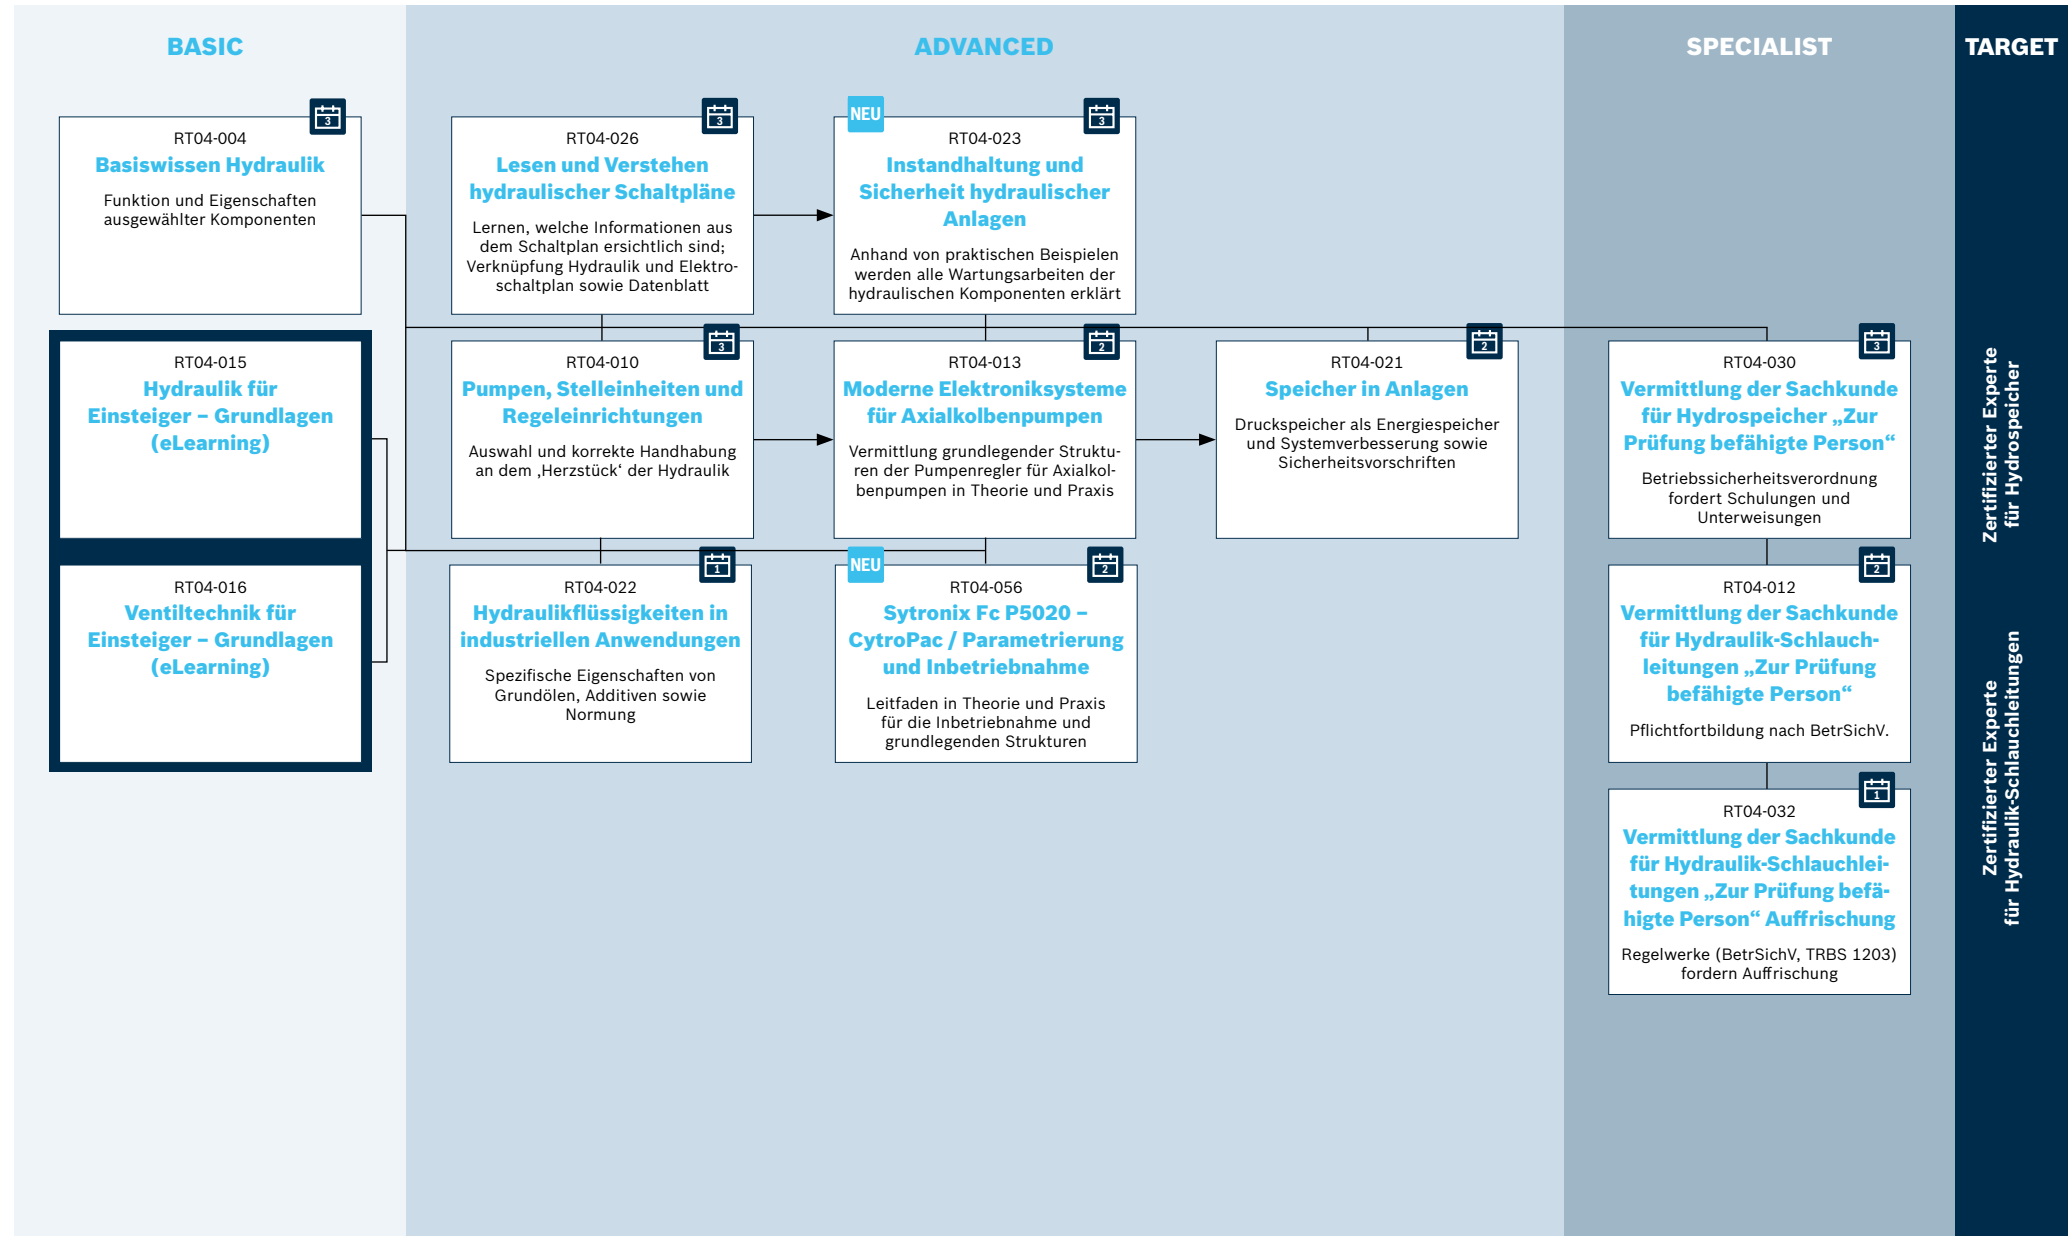 BASIC
ADVANCED
SPECIALIST
TARGET
3
RT04-004
Basiswissen Hydraulik
Funktion und Eigenschaften
ausgewählter Komponenten
3
RT04-026
Lesen und Verstehen
hydraulischer Schaltpläne
Lernen, welche Informationen aus
dem Schaltplan ersichtlich sind;
Verknüpfung Hydraulik und Elektro-
schaltplan sowie Datenblatt
NEU
3
RT04-023
Instandhaltung und
Sicherheit hydraulischer
Anlagen
Anhand von praktischen Beispielen
werden alle Wartungsarbeiten der
hydraulischen Komponenten erklärt
RT04-015
Hydraulik für
Einsteiger – Grundlagen
(eLearning)
3
RT04-010
Pumpen, Stelleinheiten und
Regeleinrichtungen
Auswahl und korrekte Handhabung
an dem ‚Herzstück‘ der Hydraulik
2
RT04-013
Moderne Elektroniksysteme
für Axialkolbenpumpen
Vermittlung grundlegender Struktu-
ren der Pumpenregler für Axialkol-
benpumpen in Theorie und Praxis
2
RT04-021
Speicher in Anlagen
Druckspeicher als Energiespeicher
und Systemverbesserung sowie
Sicherheitsvorschriften
3
RT04-030
Vermittlung der Sachkunde
für Hydrospeicher „Zur
Prüfung befähigte Person“
Betriebssicherheitsverordnung
fordert Schulungen und
Unterweisungen
Zertifizierter Experte
für Hydrospeicher
RT04-016
Ventiltechnik für
Einsteiger – Grundlagen
(eLearning)
1
RT04-022
Hydraulikflüssigkeiten in
industriellen Anwendungen
Spezifische Eigenschaften von
Grundölen, Additiven sowie
Normung
NEU
2
RT04-056
Sytronix Fc P5020 –
CytroPac / Parametrierung
und Inbetriebnahme
Leitfaden in Theorie und Praxis
für die Inbetriebnahme und
grundlegenden Strukturen
2
RT04-012
Vermittlung der Sachkunde
für Hydraulik-Schlauch-
leitungen „Zur Prüfung
befähigte Person“
Pflichtfortbildung nach BetrSichV.
Zertifizierter Experte
für Hydraulik-Schlauchleitungen
1
RT04-032
Vermittlung der Sachkunde
für Hydraulik-Schlauchlei-
tungen „Zur Prüfung befä-
higte Person“ Auffrischung
Regelwerke (BetrSichV, TRBS 1203)
fordern Auffrischung